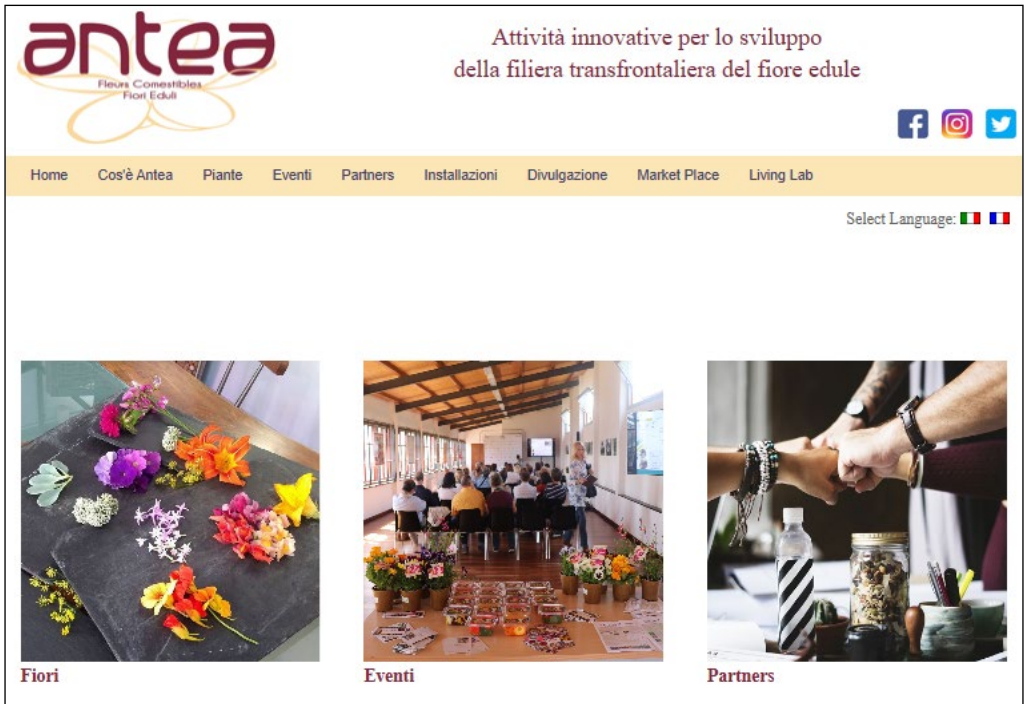 antea
Fleurs Comestibles
Fiori Eduli
Attività innovative per lo sviluppo
della filiera transfrontaliera del fiore edule
Home Cos'è Antea Piante Eventi Partners Installazioni Divulgazione Market Place Living Lab
Select Language:
Fiori Eventi Partners